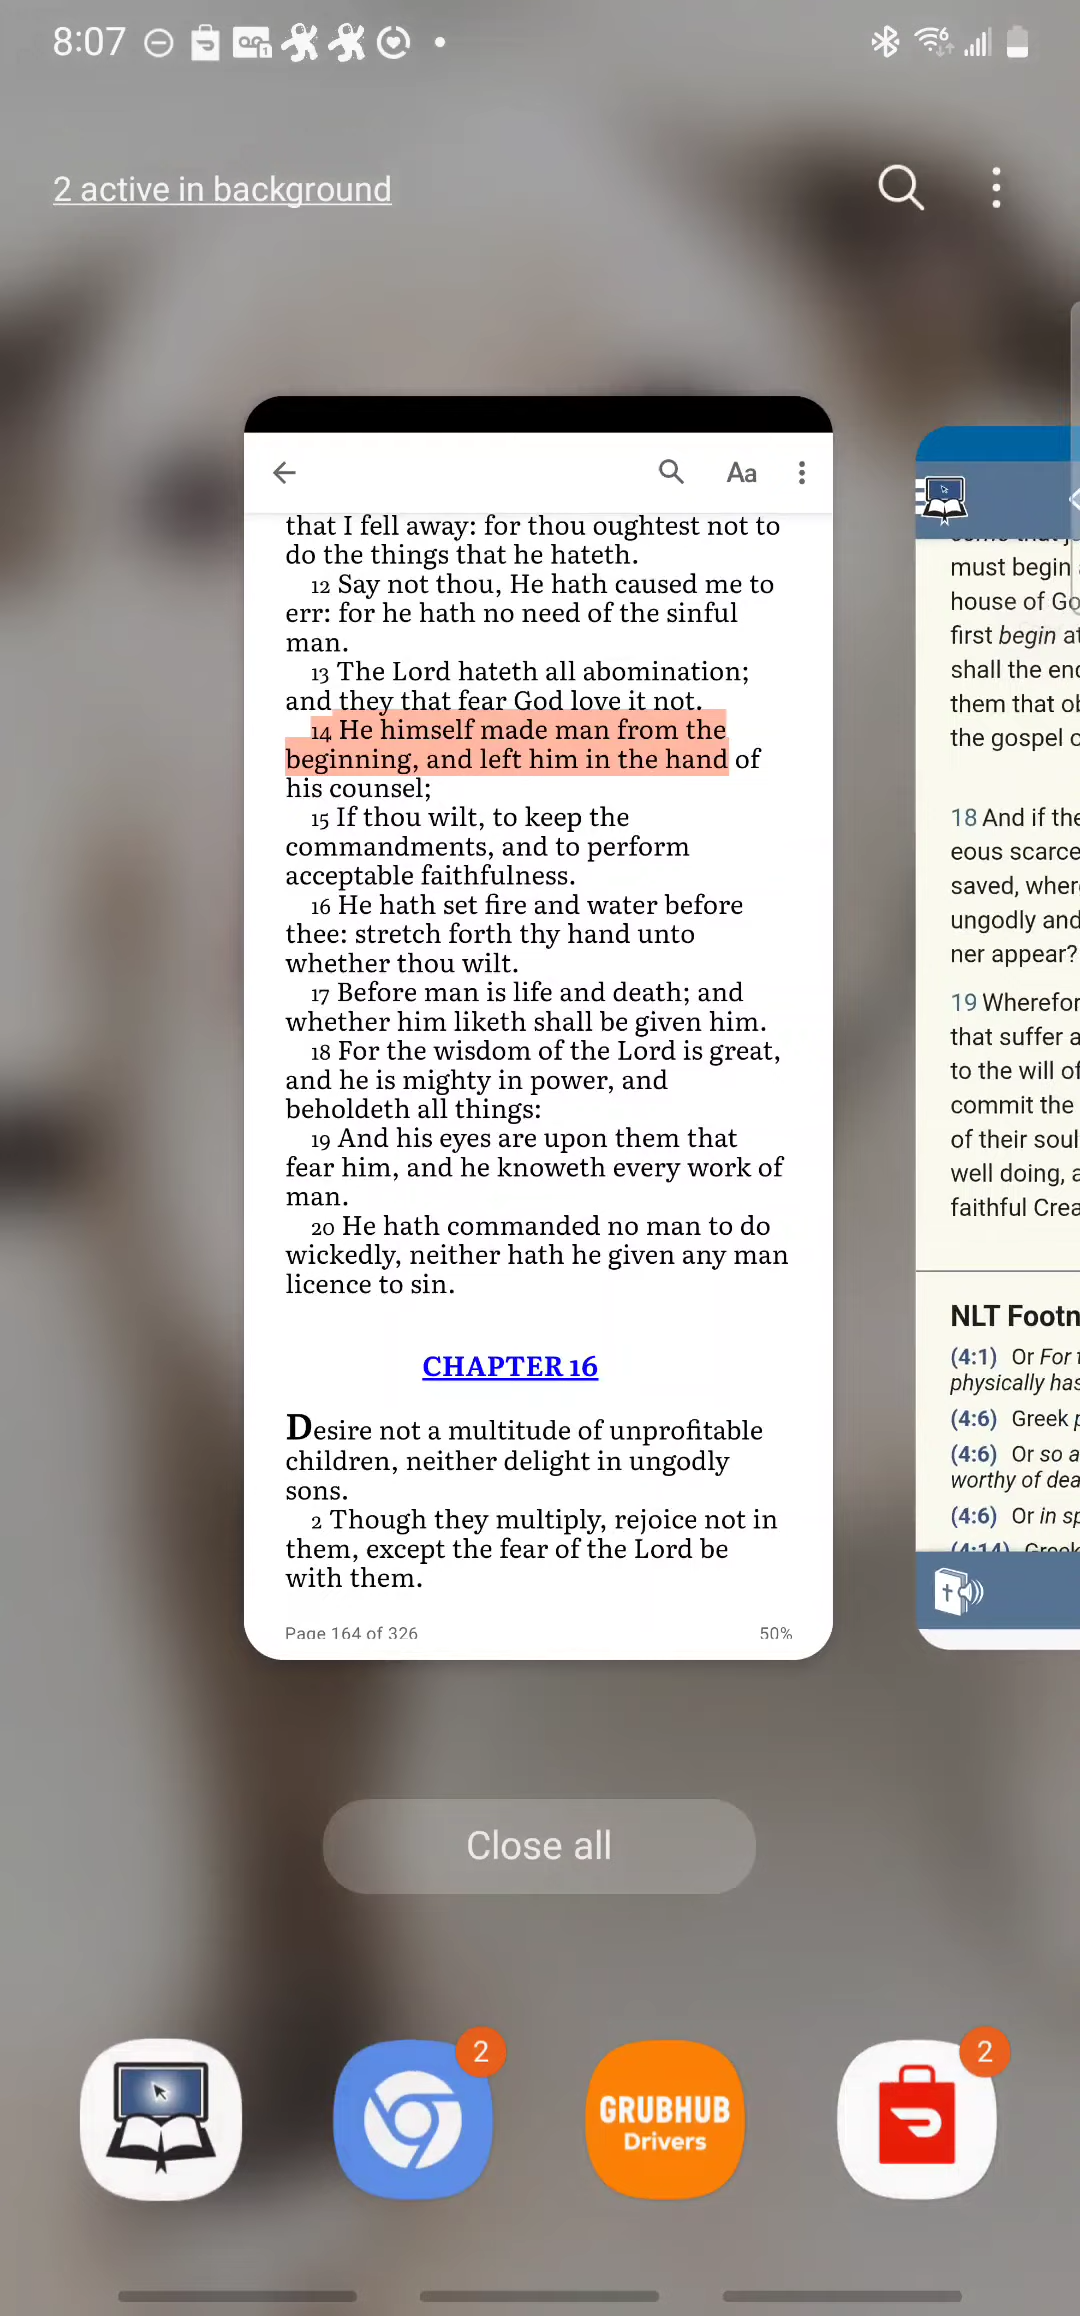 8:07
6
2 active in background
Aa
that I fell away: for thou oughtest not to
do the things that he hateth.
12 Say not thou, He hath caused me to
err: for he hath no need of the sinful
man.
13 The Lord hateth all abomination;
and they that fear God love it not.
14 He himself made man from the
beginning, and left him in the hand of
his counsel;
15 If thou wilt, to keep the
commandments, and to perform
acceptable faithfulness.
16 He hath set fire and water before
thee: stretch forth thy hand unto
whether thou wilt.
17 Before man is life and death; and
whether him liketh shall be given him.
18 For the wisdom of the Lord is great,
and he is mighty in power, and
beholdeth all things:
19 And his eyes are upon them that
fear him, and he knoweth every work of
man.
20 He hath commanded no man to do
wickedly, neither hath he given any man
licence to sin.
CHAPTER 16
Desire not a multitude of unprofitable
children, neither delight in ungodly
sons.
2 Though they multiply, rejoice not in
them, except the fear of the Lord be
with them.
Page 164 of 326 50%
must begin
house of
first begin
shall the
them that
the gospel
18 And if
eous
saved,
ungodly and
ner appear?
19
that suffer
to the will of
commit the
of their
well doing,
faithful
NLT
(4:1) Or For
physically
(4:6) Greek
(4:6) Or so
worthy of
(4:6) Or in
(4:14) Greek
Close all
2
GRUBHUB
Drivers
2